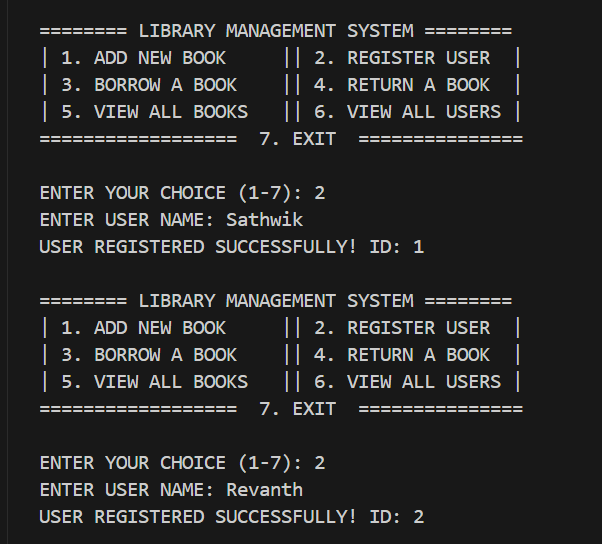 ======== LIBRARY MANAGEMENT SYSTEM ========
| 1. ADD NEW BOOK     || 2. REGISTER USER  |
| 3. BORROW A BOOK    || 4. RETURN A BOOK  |
| 5. VIEW ALL BOOKS   || 6. VIEW ALL USERS |
==================  7. EXIT  ===============
ENTER YOUR CHOICE (1-7): 2
ENTER USER NAME: Sathwik
USER REGISTERED SUCCESSFULLY! ID: 1
======== LIBRARY MANAGEMENT SYSTEM ========
| 1. ADD NEW BOOK     || 2. REGISTER USER  |
| 3. BORROW A BOOK    || 4. RETURN A BOOK  |
| 5. VIEW ALL BOOKS   || 6. VIEW ALL USERS |
==================  7. EXIT  ===============
ENTER YOUR CHOICE (1-7): 2
ENTER USER NAME: Revanth
USER REGISTERED SUCCESSFULLY! ID: 2